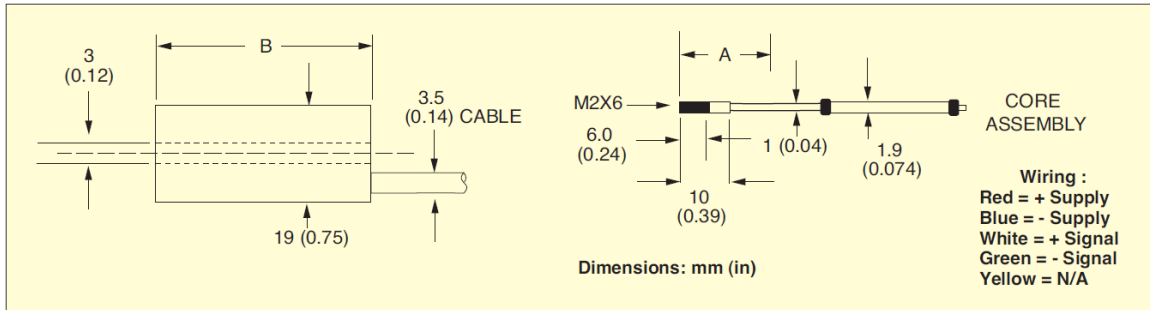 3
(0.12)
B
3.5
(0.14) CABLE
19 (0.75)
A
M2X6
6.0
(0.24)
10
(0.39)
1 (0.04)
1.9
(0.074)
CORE
ASSEMBLY
Dimensions: mm (in)
Wiring :
Red = + Supply
Blue = - Supply
White = + Signal
Green = - Signal
Yellow = N/A